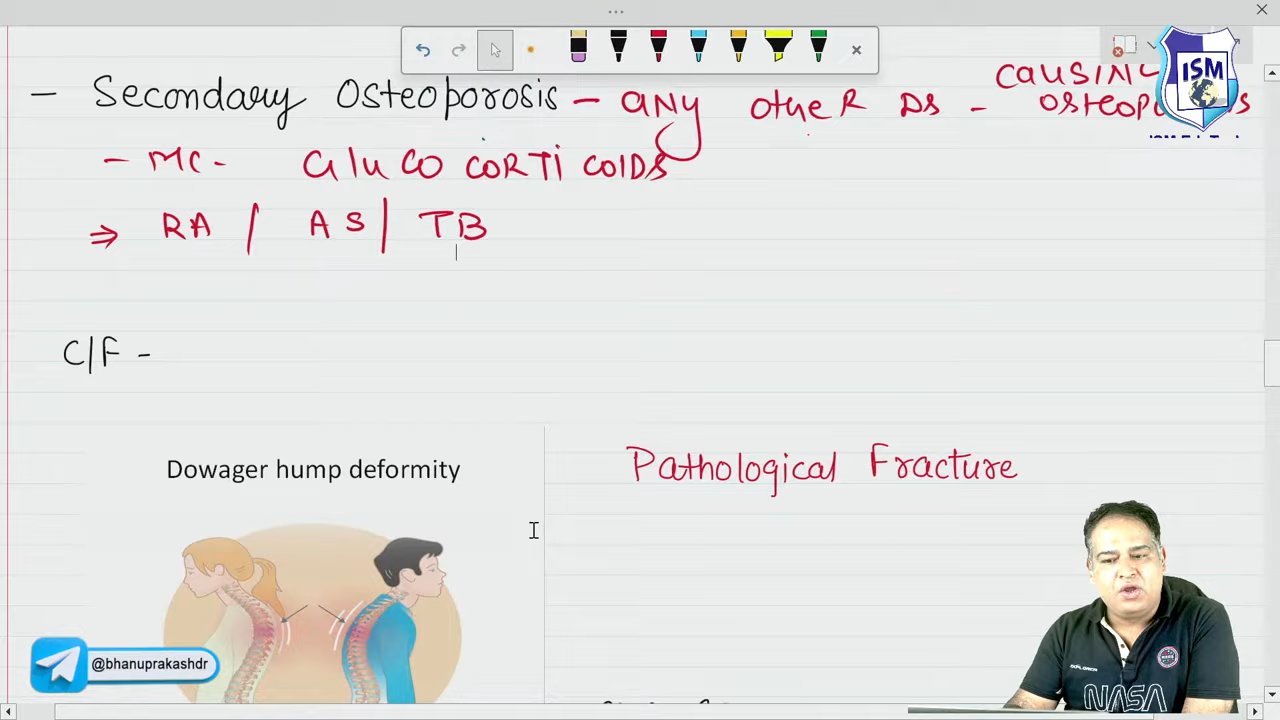 causing
ISM
- Secondary Osteoporosis - any other Ds - osteoporosis
- MC - Glucocorticoids
⇒ RA / AS / TB
C/F -
Dowager hump deformity
Pathological Fracture
@bhanuprakashdr
EXPLORER
NASA